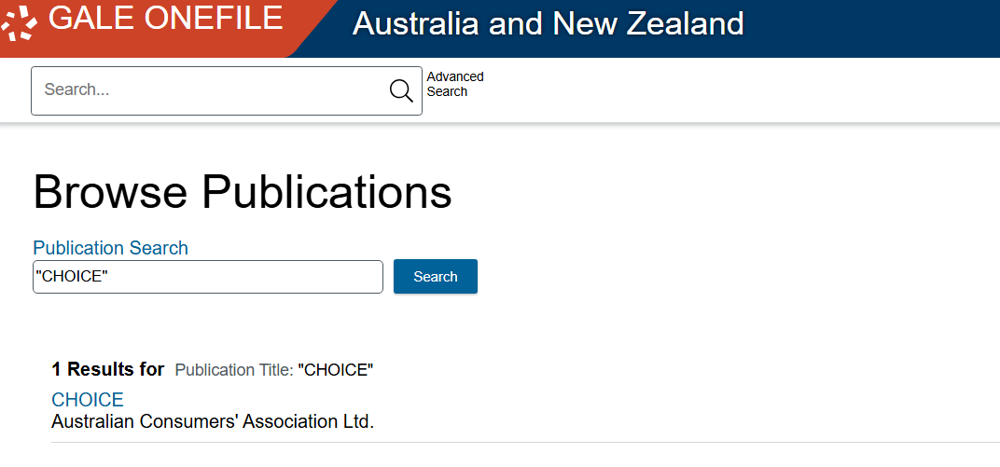 GALE ONEFILE Australia and New Zealand
Search...
Advanced
Search
Browse Publications
Publication Search
"CHOICE" Search
1 Results for Publication Title: "CHOICE"
CHOICE
Australian Consumers' Association Ltd.